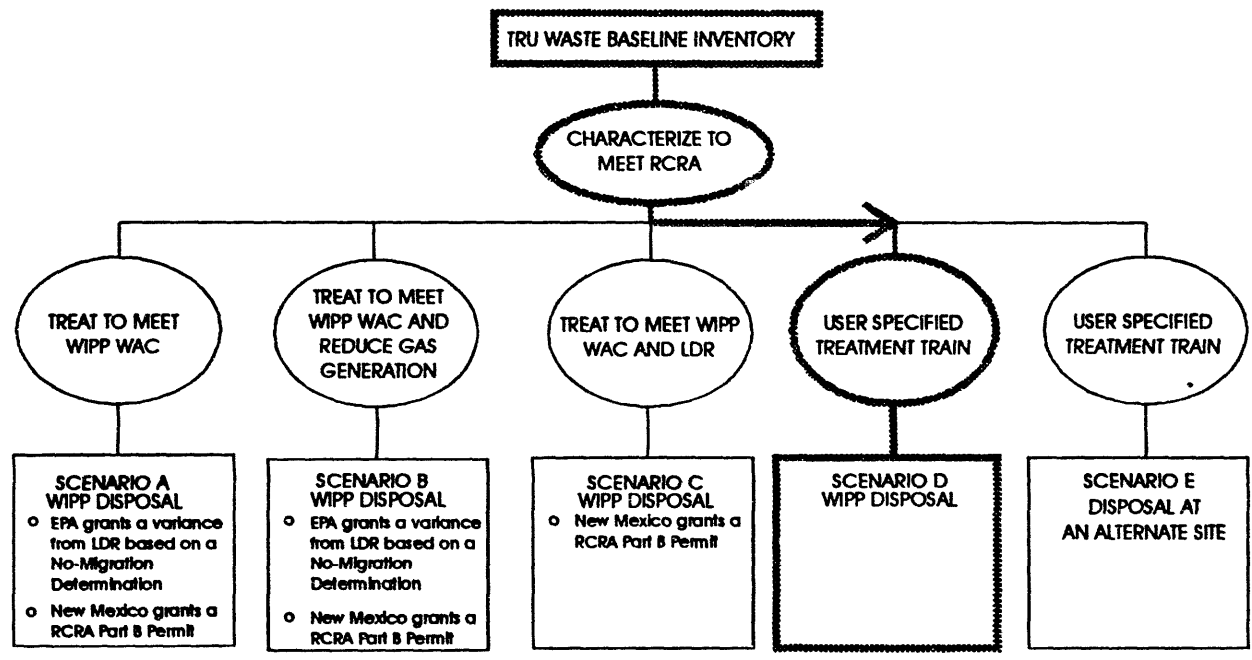 TRU WASTE BASELINE INVENTORY
CHARACTERIZE TO
MEET RCRA
TREAT TO MEET
WIPP WAC
TREAT TO MEET
WIPP WAC AND
REDUCE GAS
GENERATION
TREAT TO MEET WIPP
WAC AND LDR
USER SPECIFIED
TREATMENT TRAIN
USER SPECIFIED
TREATMENT TRAIN
SCENARIO A
WIPP DISPOSAL
o EPA grants a variance
from LDR based on a
No-Migration
Determination
o New Mexico grants a
RCRA Part B Permit
SCENARIO B
WIPP DISPOSAL
o EPA grants a variance
from LDR based on a
No-Migration
Determination
o New Mexico grants a
RCRA Part B Permit
SCENARIO C
WIPP DISPOSAL
o New Mexico grants a
RCRA Part B Permit
SCENARIO D
WIPP DISPOSAL
SCENARIO E
DISPOSAL AT
AN ALTERNATE SITE